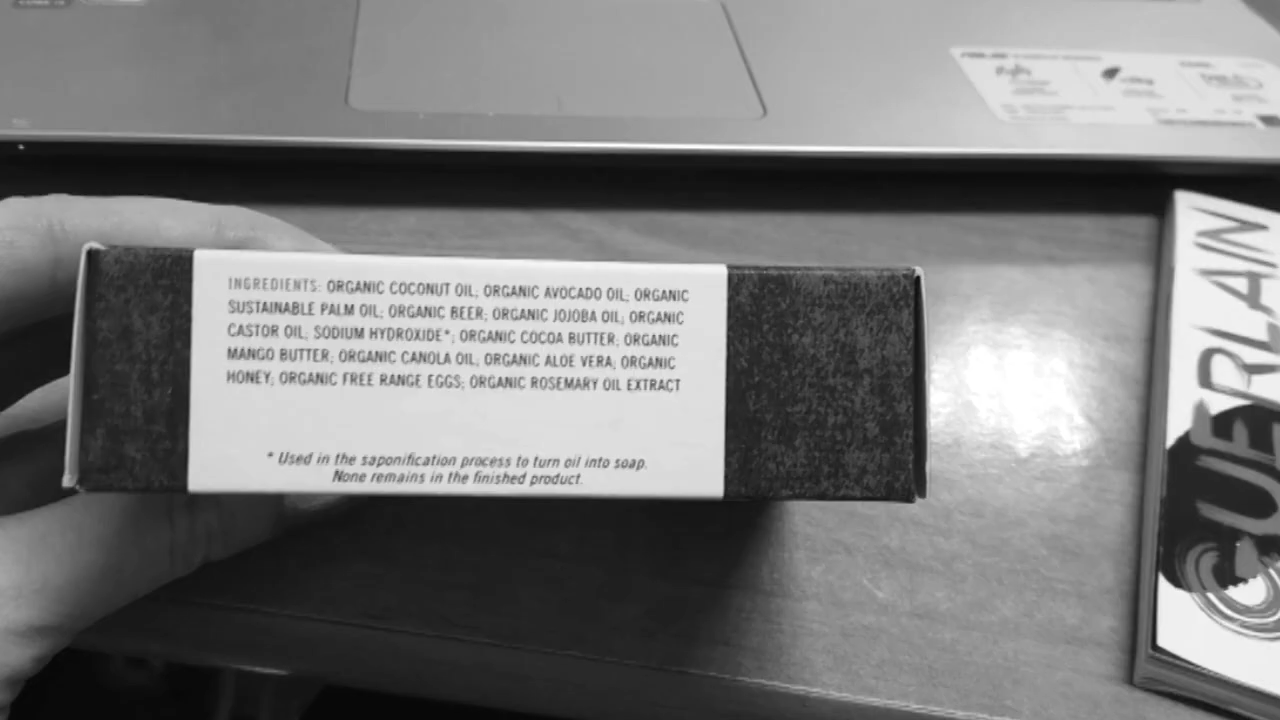 INGREDIENTS: ORGANIC COCONUT OIL; ORGANIC AVOCADO OIL; ORGANIC
SUSTAINABLE PALM OIL; ORGANIC BEER; ORGANIC JOJOBA OIL; ORGANIC
CASTOR OIL; SODIUM HYDROXIDE*; ORGANIC COCOA BUTTER; ORGANIC
MANGO BUTTER; ORGANIC CANOLA OIL; ORGANIC ALOE VERA; ORGANIC
HONEY; ORGANIC FREE RANGE EGGS; ORGANIC ROSEMARY OIL EXTRACT
* Used in the saponification process to turn oil into soap.
None remains in the finished product.
GUERLAIN